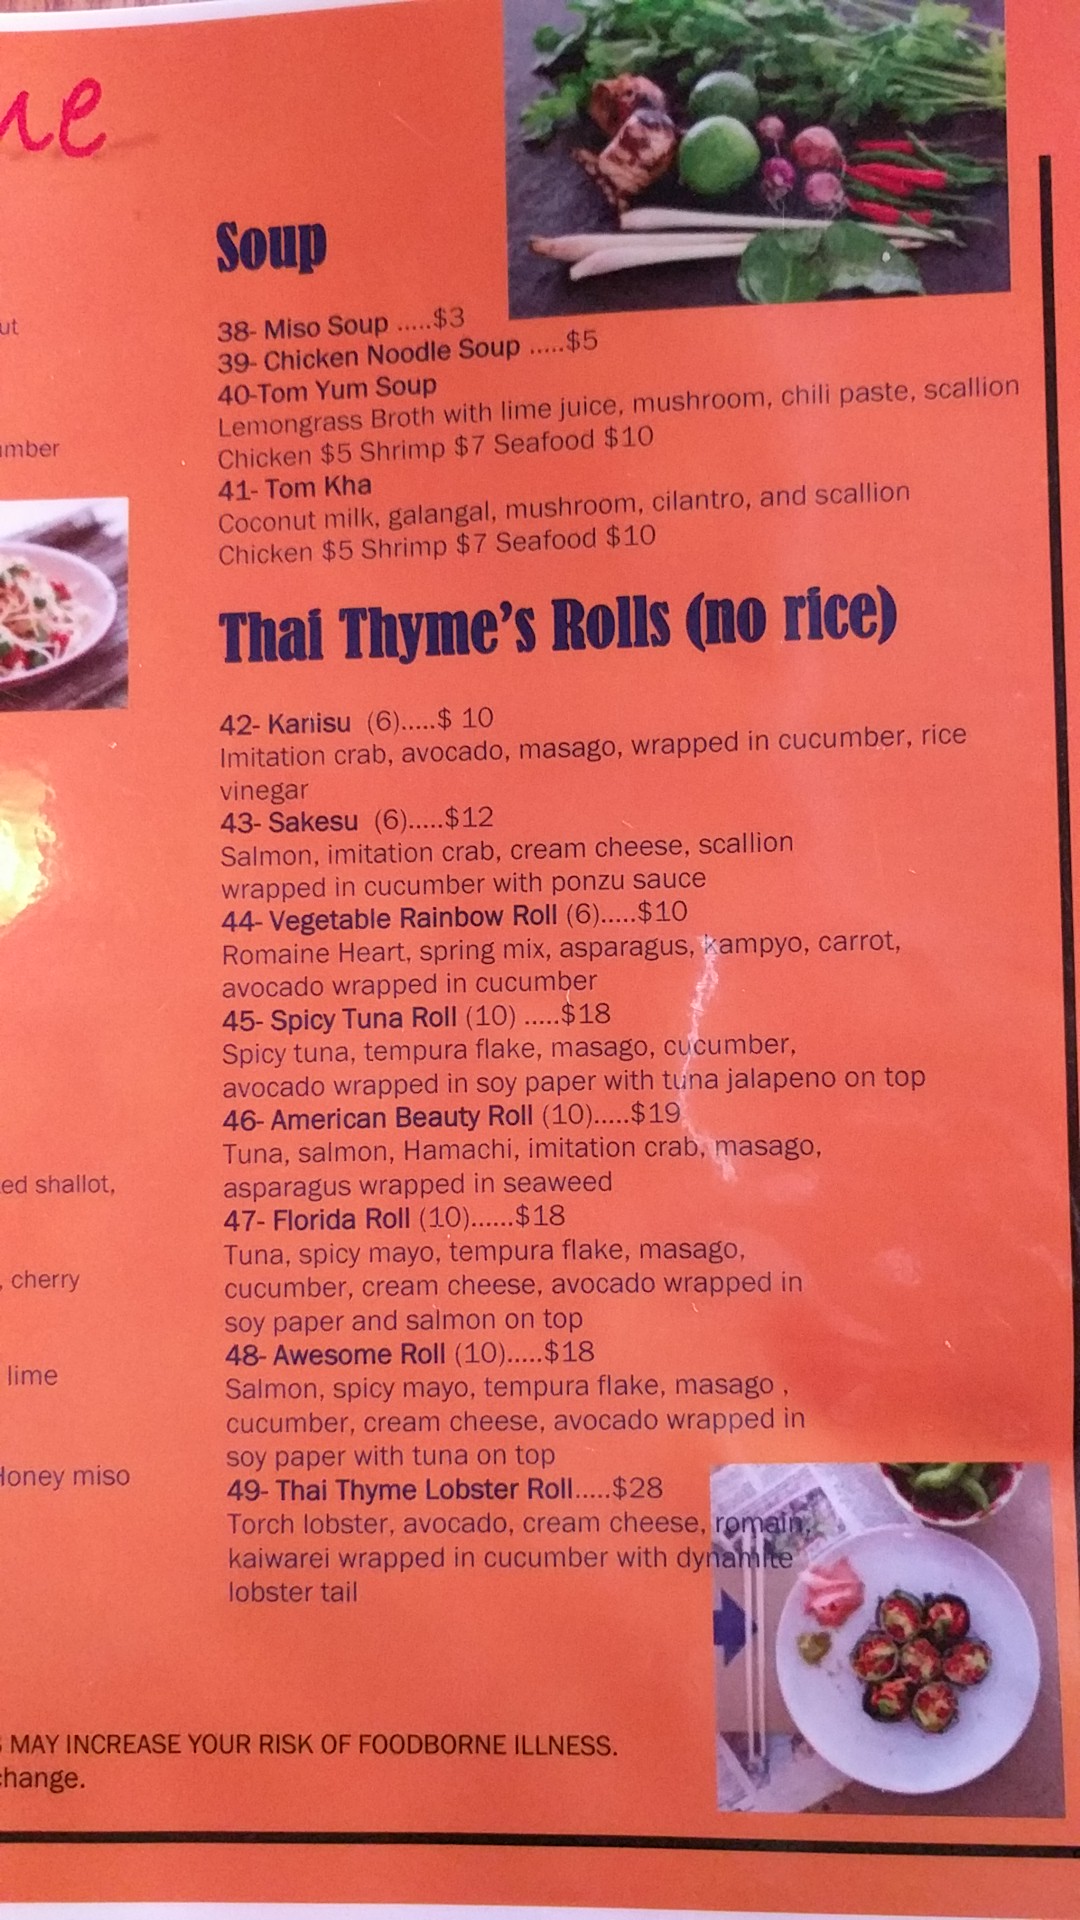 ue
Soup
38- Miso Soup .....$3
39- Chicken Noodle Soup .....$5
40-Tom Yum Soup
Lemongrass Broth with lime juice, mushroom, chili paste, scallion
Chicken $5 Shrimp $7 Seafood $10
41- Tom Kha
Coconut milk, galangal, mushroom, cilantro, and scallion
Chicken $5 Shrimp $7 Seafood $10
Thai Thyme's Rolls (no rice)
42- Kanisu (6).....$ 10
Imitation crab, avocado, masago, wrapped in cucumber, rice
vinegar
43- Sakesu (6).....$12
Salmon, imitation crab, cream cheese, scallion
wrapped in cucumber with ponzu sauce
44- Vegetable Rainbow Roll (6).....$10
Romaine Heart, spring mix, asparagus, kampyo, carrot,
avocado wrapped in cucumber
45- Spicy Tuna Roll (10) .....$18
Spicy tuna, tempura flake, masago, cucumber,
avocado wrapped in soy paper with tuna jalapeno on top
46- American Beauty Roll (10).....$19
Tuna, salmon, Hamachi, imitation crab, masago,
asparagus wrapped in seaweed
47- Florida Roll (10)......$18
Tuna, spicy mayo, tempura flake, masago,
cucumber, cream cheese, avocado wrapped in
soy paper and salmon on top
48- Awesome Roll (10).....$18
Salmon, spicy mayo, tempura flake, masago ,
cucumber, cream cheese, avocado wrapped in
soy paper with tuna on top
49- Thai Thyme Lobster Roll.....$28
Torch lobster, avocado, cream cheese, romain,
kaiwarei wrapped in cucumber with dynamite
lobster tail
ut
umber
ed shallot,
, cherry
lime
Honey miso
S MAY INCREASE YOUR RISK OF FOODBORNE ILLNESS.
change.